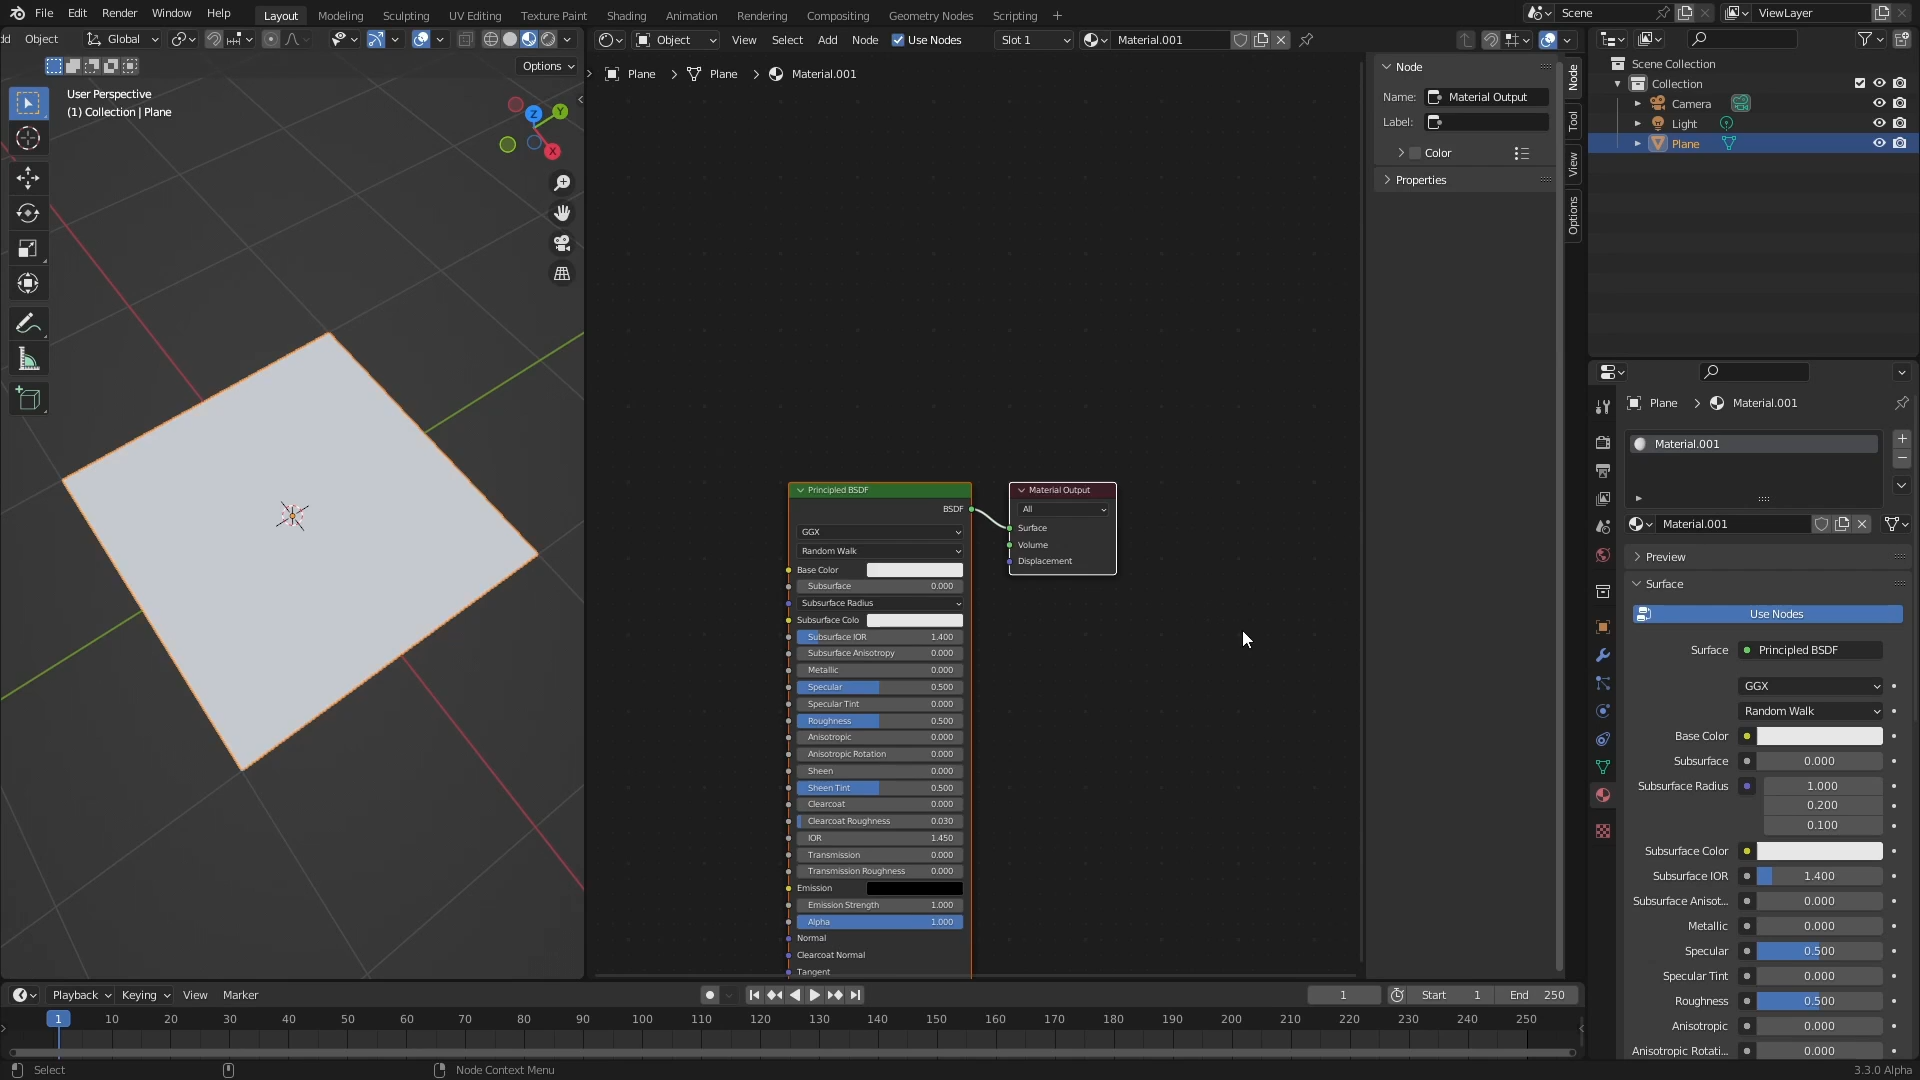 File Edit Render Window Help Layout Modeling Sculpting UV Editing Texture Paint Shading Animation Rendering Compositing Geometry Nodes Scripting + Scene ViewLayer
dd Object Global
Object View Select Add Node Use Nodes Slot 1 Material.001
Options
Plane > Plane > Material.001
User Perspective
(1) Collection | Plane
Z Y X
Node
Name: Material Output
Label:
Color
Properties
Node
Tool
View
Options
Scene Collection
Collection
Camera
Light
Plane
Principled BSDF
BSDF
GGX
Random Walk
Base Color
Subsurface 0.000
Subsurface Radius
Subsurface Colo
Subsurface IOR 1.400
Subsurface Anisotropy 0.000
Metallic 0.000
Specular 0.500
Specular Tint 0.000
Roughness 0.500
Anisotropic 0.000
Anisotropic Rotation 0.000
Sheen 0.000
Sheen Tint 0.500
Clearcoat 0.000
Clearcoat Roughness 0.030
IOR 1.450
Transmission 0.000
Transmission Roughness 0.000
Emission
Emission Strength 1.000
Alpha 1.000
Normal
Clearcoat Normal
Tangent
Material Output
All
Surface
Volume
Displacement
Plane > Material.001
Material.001
Material.001
Preview
Surface
Use Nodes
Surface Principled BSDF
GGX
Random Walk
Base Color
Subsurface 0.000
Subsurface Radius 1.000
0.200
0.100
Subsurface Color
Subsurface IOR 1.400
Subsurface Anisot... 0.000
Metallic 0.000
Specular 0.500
Specular Tint 0.000
Roughness 0.500
Anisotropic 0.000
Anisotropic Rotati... 0.000
Playback Keying View Marker 1 Start 1 End 250
1 10 20 30 40 50 60 70 80 90 100 110 120 130 140 150 160 170 180 190 200 210 220 230 240 250
Select Node Context Menu 3.3.0 Alpha